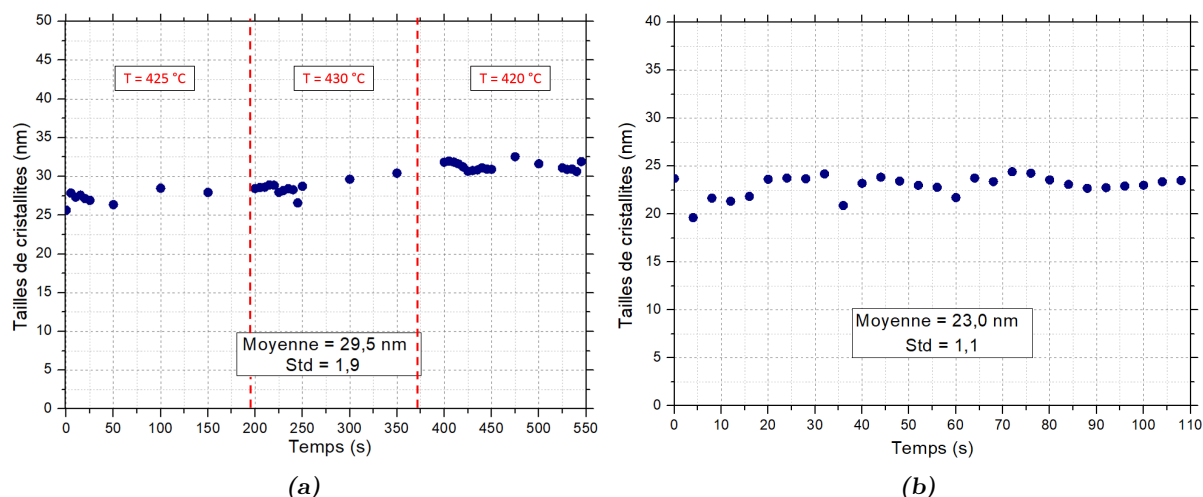 50
45
40
35
30
25
20
15
10
5
0
Tailles de cristallites (nm)
T = 425 °C
T = 430 °C
T = 420 °C
Moyenne = 29,5 nm
Std = 1,9
0 50 100 150 200 250 300 350 400 450 500 550
Temps (s)
(a)
40
35
30
25
20
15
10
5
0
Tailles de cristallites (nm)
Moyenne = 23,0 nm
Std = 1,1
0 10 20 30 40 50 60 70 80 90 100 110
Temps (s)
(b)